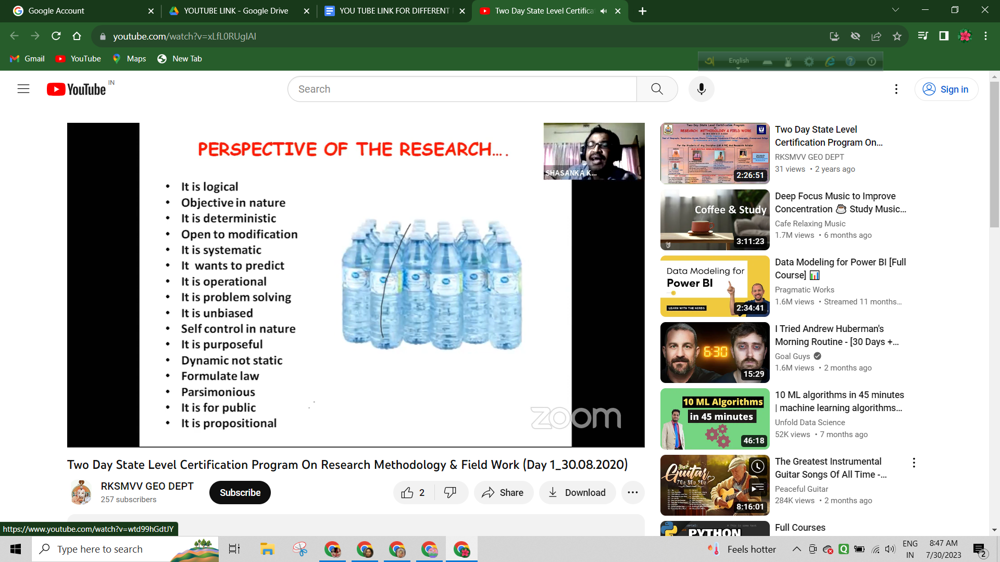 Google Account
YOUTUBE LINK - Google Drive
YOU TUBE LINK FOR DIFFERENT
Two Day State Level Certifica
youtube.com/watch?v=xLfL0RUgIAI
Gmail
YouTube
Maps
New Tab
English
YouTube IN
Search
Sign in
PERSPECTIVE OF THE RESEARCH....
SHASANKA K...
• It is logical
• Objective in nature
• It is deterministic
• Open to modification
• It is systematic
• It wants to predict
• It is operational
• It is problem solving
• It is unbiased
• Self control in nature
• It is purposeful
• Dynamic not static
• Formulate law
• Parsimonious
• It is for public
• It is propositional
zoom
Two Day State Level Certification Program On Research Methodology & Field Work (Day 1_30.08.2020)
RKSMVV GEO DEPT
257 subscribers
Subscribe
2
Share
Download
Two-Day State Level Certification Program
RESEARCH METHODOLOGY & FIELD WORK
2:26:51
Two Day State Level
Certification Program On...
RKSMVV GEO DEPT
31 views • 2 years ago
Coffee & Study
3:11:23
Deep Focus Music to Improve
Concentration ☕ Study Music...
Cafe Relaxing Music
1.7M views • 6 months ago
Data Modeling for
Power BI
LEARN WITH THE NERDS
2:34:41
Data Modeling for Power BI [Full
Course] 📊
Pragmatic Works
1.6M views • Streamed 11 months...
6:30
15:29
I Tried Andrew Huberman's
Morning Routine - [30 Days +...
Goal Guys
1.6M views • 2 months ago
10 ML Algorithms
in 45 minutes
46:18
10 ML algorithms in 45 minutes
| machine learning algorithms...
Unfold Data Science
52K views • 7 months ago
Guitar
70s 80s 90s
8:16:01
The Greatest Instrumental
Guitar Songs Of All Time -...
Peaceful Guitar
284K views • 2 months ago
PYTHON
Full Courses
https://www.youtube.com/watch?v=wtd99hGdtJY
Type here to search
Feels hotter
ENG
IN
8:47 AM
7/30/2023
2